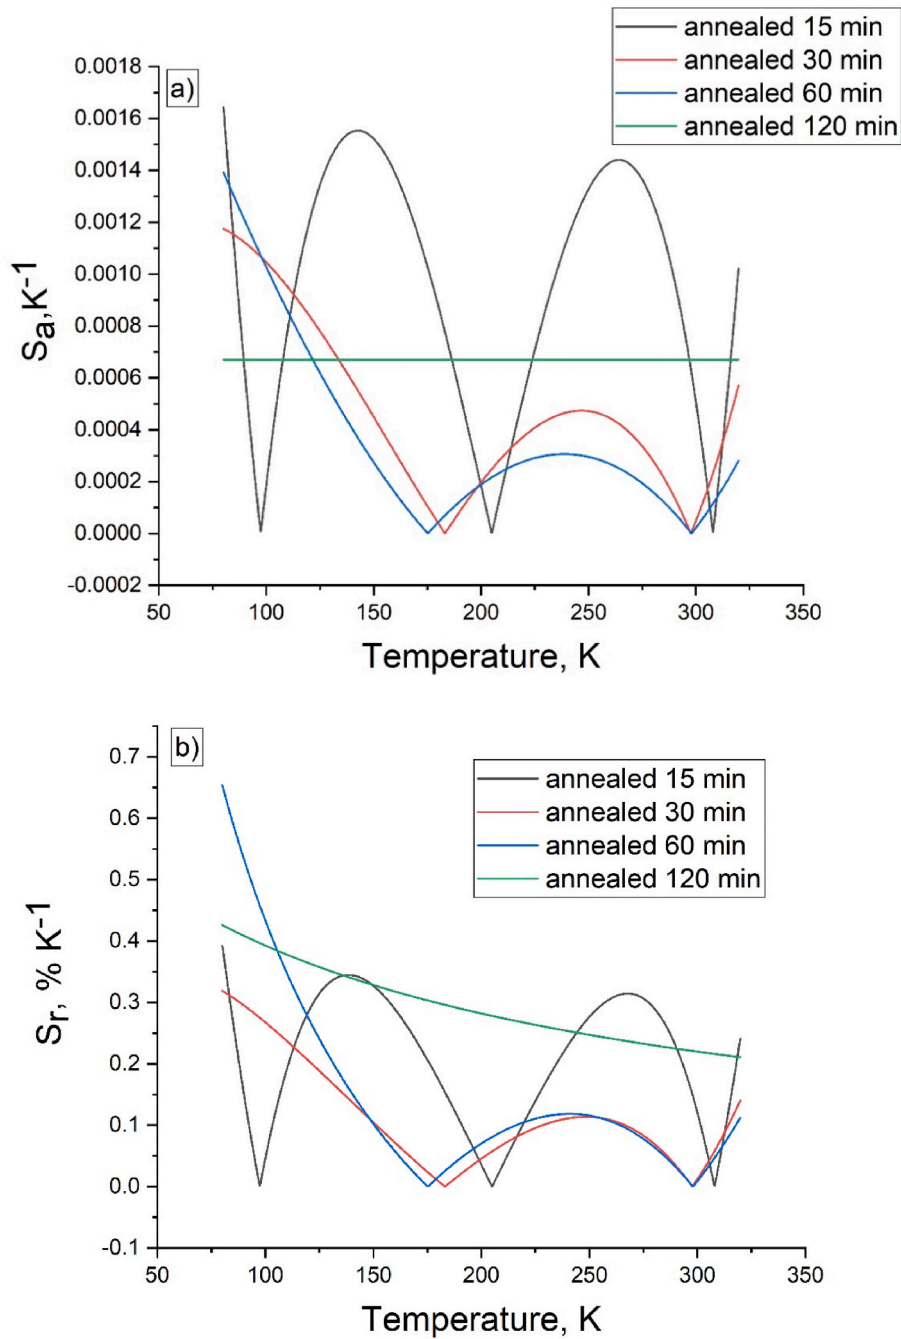 annealed 15 min
annealed 30 min
annealed 60 min
annealed 120 min
a)
0.0018
0.0016
0.0014
0.0012
0.0010
0.0008
0.0006
0.0004
0.0002
0.0000
-0.0002
Sa,K-1
50 100 150 200 250 300 350
Temperature, K
b)
annealed 15 min
annealed 30 min
annealed 60 min
annealed 120 min
0.7
0.6
0.5
0.4
0.3
0.2
0.1
0.0
-0.1
Sr, % K-1
50 100 150 200 250 300 350
Temperature, K